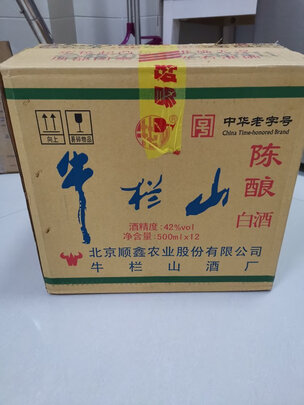 中华老字号
China Time-honored Brand
向上
易碎物品
牛栏山
陈酿
白酒
酒精度:42%vol
净含量:500mlx12
北京顺鑫农业股份有限公司
牛栏山酒厂